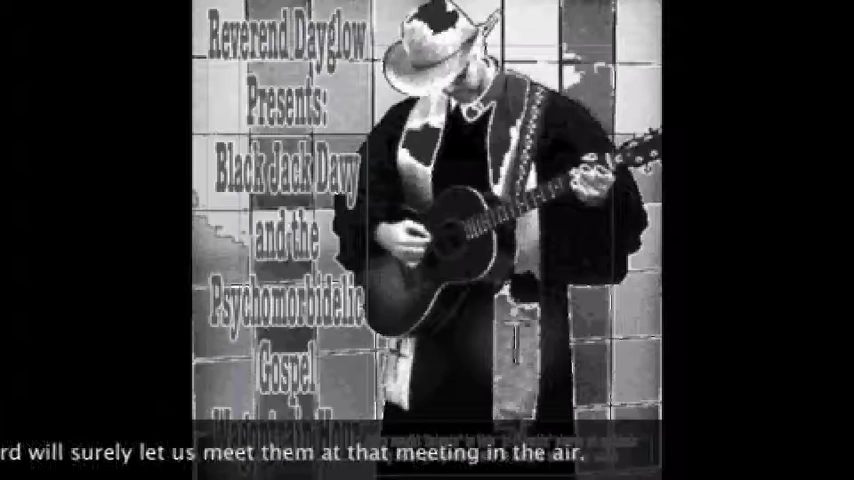 Reverend Dayglow
Presents:
Black Jack Davy
and the
Psychomorbidelic
Gospel
rd will surely let us meet them at that meeting in the air.